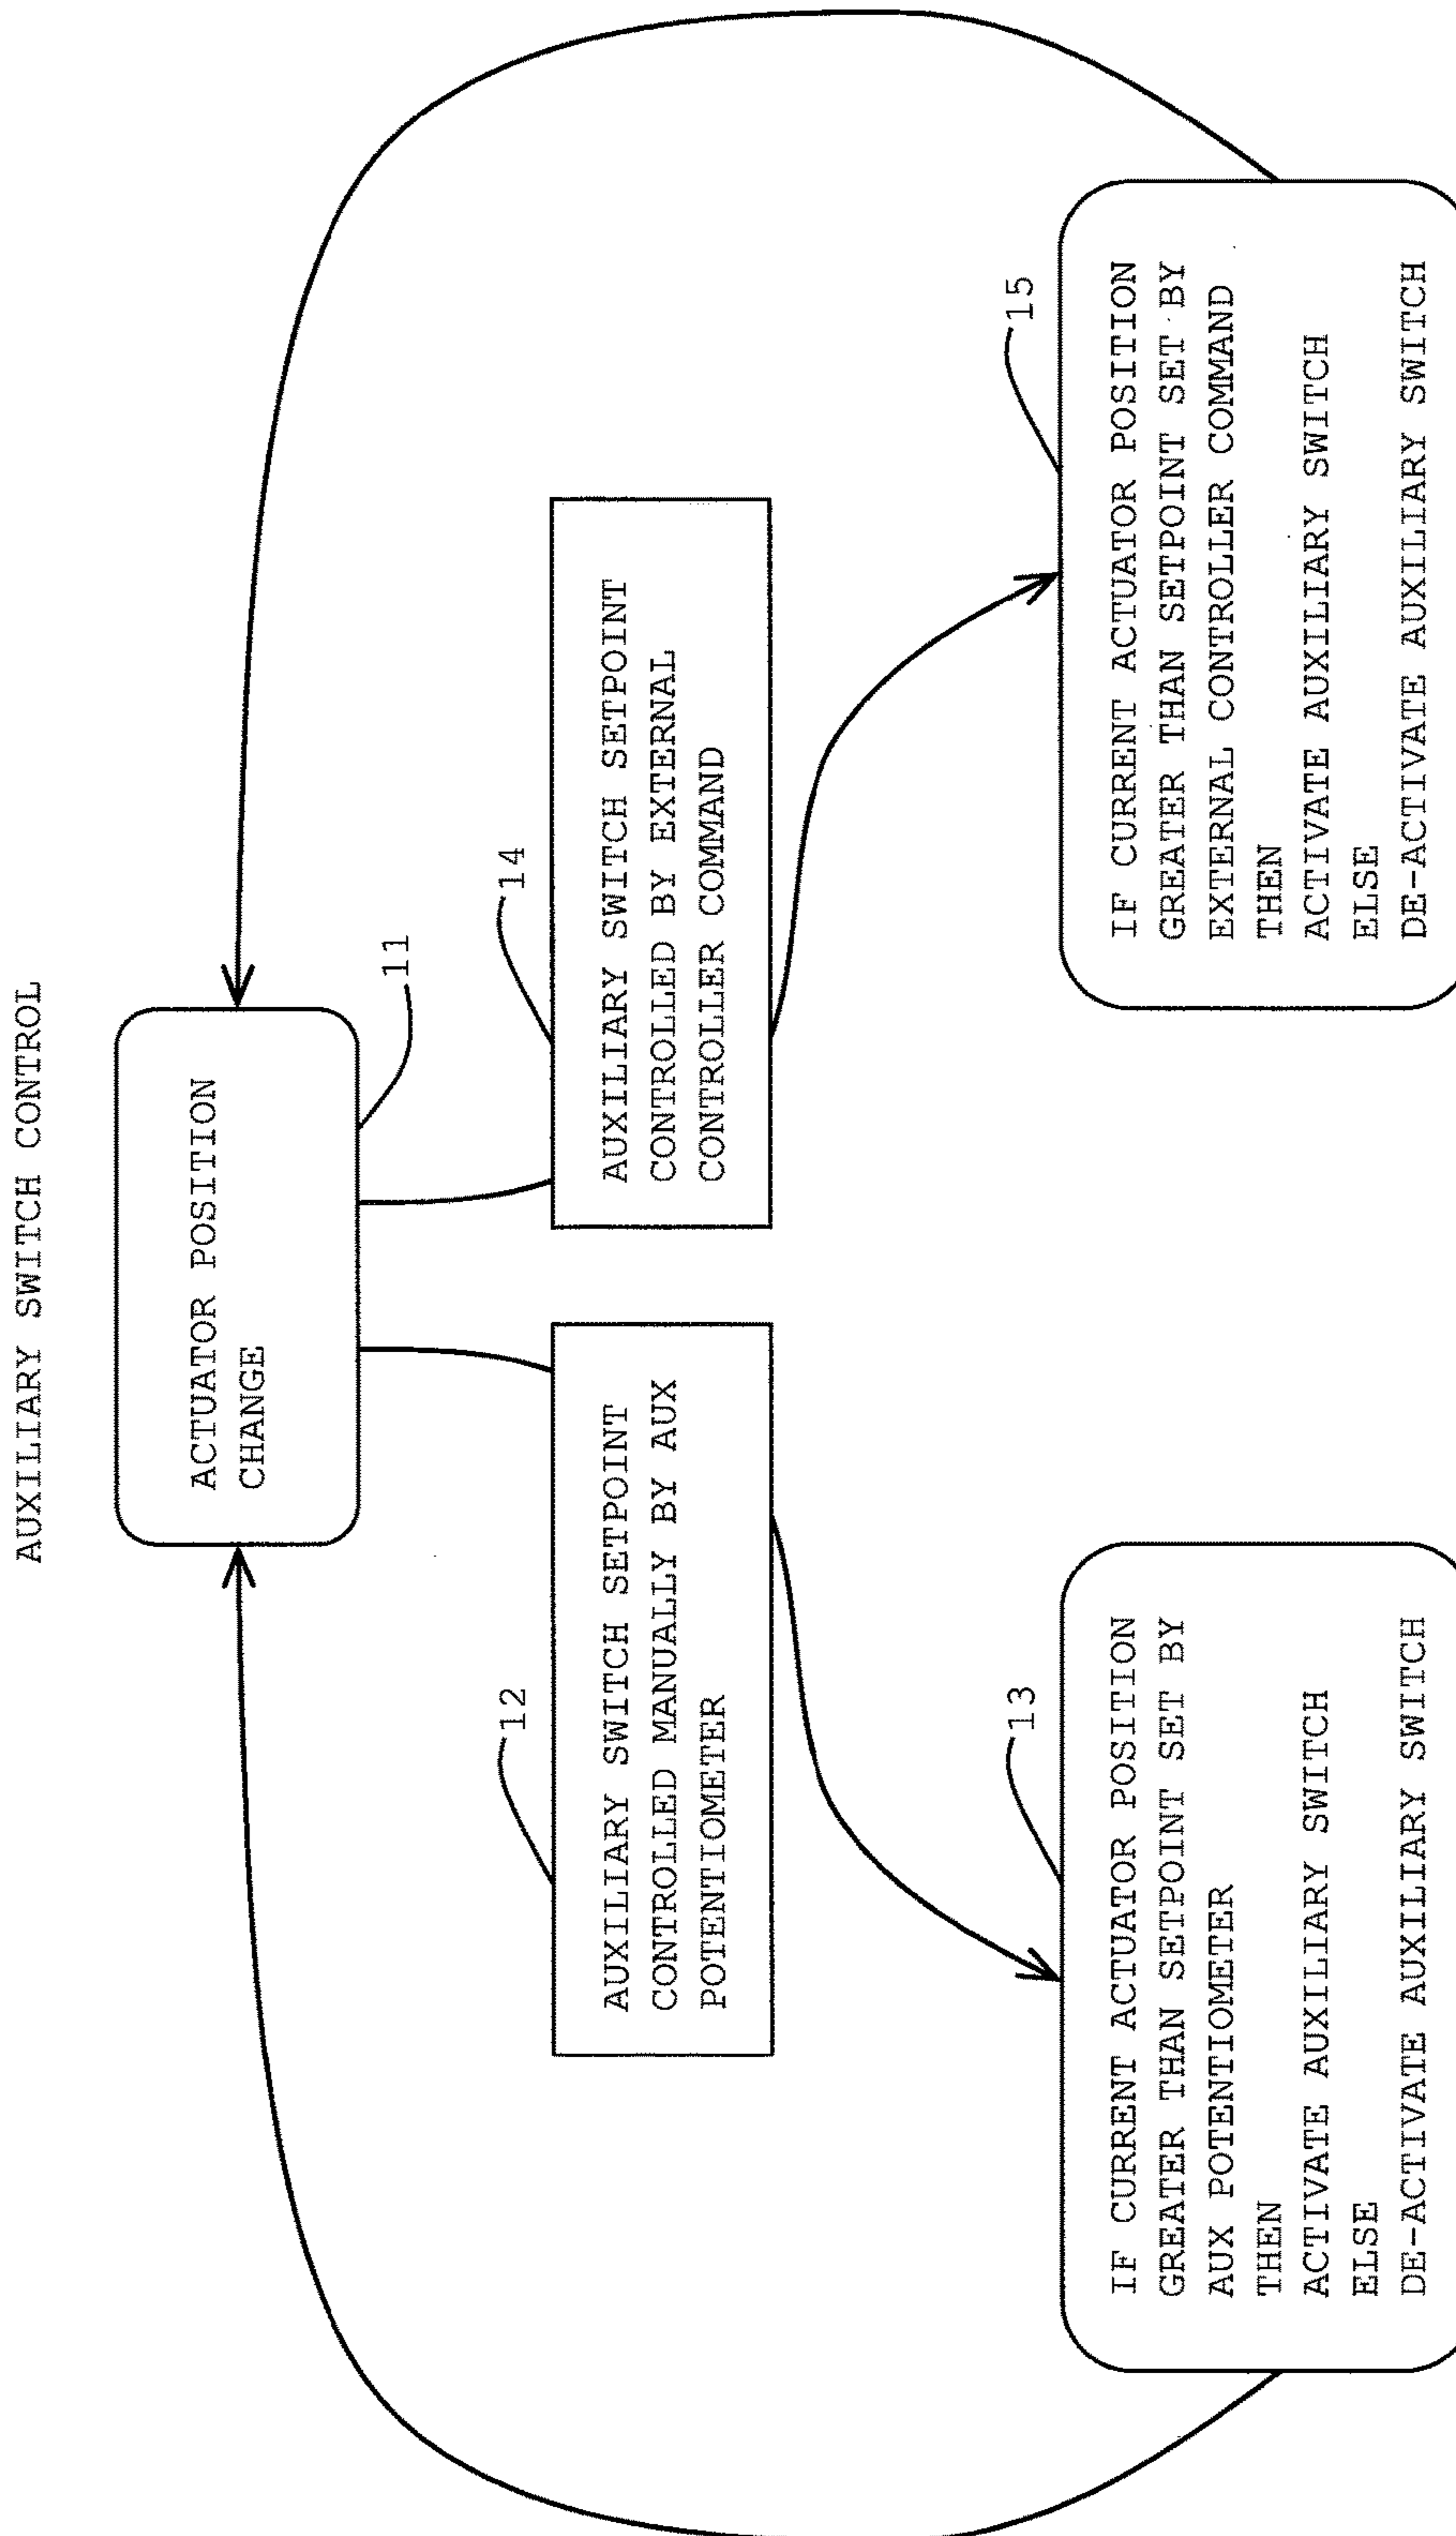 AUXILIARY SWITCH CONTROL
ACTUATOR POSITION
CHANGE
11
12
AUXILIARY SWITCH SETPOINT
CONTROLLED MANUALLY BY AUX
POTENTIOMETER
14
AUXILIARY SWITCH SETPOINT
CONTROLLED BY EXTERNAL
CONTROLLER COMMAND
13
IF CURRENT ACTUATOR POSITION
GREATER THAN SETPOINT SET BY
AUX POTENTIOMETER
THEN
ACTIVATE AUXILIARY SWITCH
ELSE
DE-ACTIVATE AUXILIARY SWITCH
15
IF CURRENT ACTUATOR POSITION
GREATER THAN SETPOINT SET BY
EXTERNAL CONTROLLER COMMAND
THEN
ACTIVATE AUXILIARY SWITCH
ELSE
DE-ACTIVATE AUXILIARY SWITCH